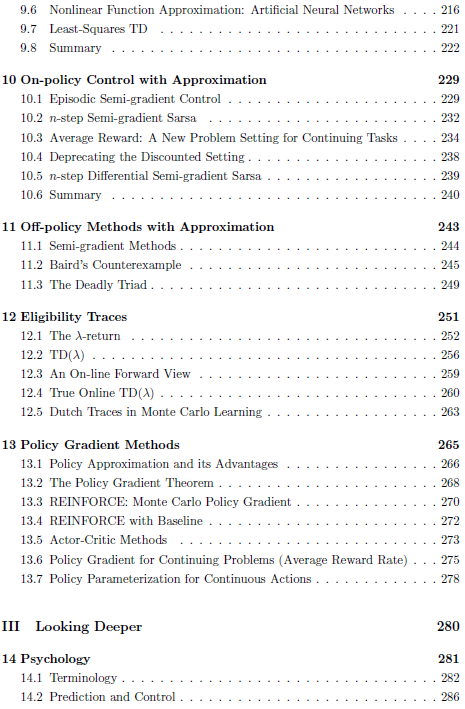 9.6 Nonlinear Function Approximation: Artificial Neural Networks . . . . 216
9.7 Least-Squares TD . . . . . . . . . . . . . . . . . . . . . . . . . . . . 221
9.8 Summary . . . . . . . . . . . . . . . . . . . . . . . . . . . . . . . . 222
10 On-policy Control with Approximation 229
10.1 Episodic Semi-gradient Control . . . . . . . . . . . . . . . . . . . . . 229
10.2 n-step Semi-gradient Sarsa . . . . . . . . . . . . . . . . . . . . . . . 232
10.3 Average Reward: A New Problem Setting for Continuing Tasks . . . . 234
10.4 Deprecating the Discounted Setting . . . . . . . . . . . . . . . . . . . 238
10.5 n-step Differential Semi-gradient Sarsa . . . . . . . . . . . . . . . . . 239
10.6 Summary . . . . . . . . . . . . . . . . . . . . . . . . . . . . . . . . 240
11 Off-policy Methods with Approximation 243
11.1 Semi-gradient Methods . . . . . . . . . . . . . . . . . . . . . . . . . 244
11.2 Baird's Counterexample . . . . . . . . . . . . . . . . . . . . . . . . . 245
11.3 The Deadly Triad . . . . . . . . . . . . . . . . . . . . . . . . . . . . 249
12 Eligibility Traces 251
12.1 The λ-return . . . . . . . . . . . . . . . . . . . . . . . . . . . . . . 252
12.2 TD(λ) . . . . . . . . . . . . . . . . . . . . . . . . . . . . . . . . . 256
12.3 An On-line Forward View . . . . . . . . . . . . . . . . . . . . . . . . 259
12.4 True Online TD(λ) . . . . . . . . . . . . . . . . . . . . . . . . . . . 260
12.5 Dutch Traces in Monte Carlo Learning . . . . . . . . . . . . . . . . . 263
13 Policy Gradient Methods 265
13.1 Policy Approximation and its Advantages . . . . . . . . . . . . . . . 266
13.2 The Policy Gradient Theorem . . . . . . . . . . . . . . . . . . . . . . 268
13.3 REINFORCE: Monte Carlo Policy Gradient . . . . . . . . . . . . . . 270
13.4 REINFORCE with Baseline . . . . . . . . . . . . . . . . . . . . . . . 272
13.5 Actor-Critic Methods . . . . . . . . . . . . . . . . . . . . . . . . . . 273
13.6 Policy Gradient for Continuing Problems (Average Reward Rate) . . . 275
13.7 Policy Parameterization for Continuous Actions . . . . . . . . . . . . 278
III Looking Deeper 280
14 Psychology 281
14.1 Terminology . . . . . . . . . . . . . . . . . . . . . . . . . . . . . . . 282
14.2 Prediction and Control . . . . . . . . . . . . . . . . . . . . . . . . . 286